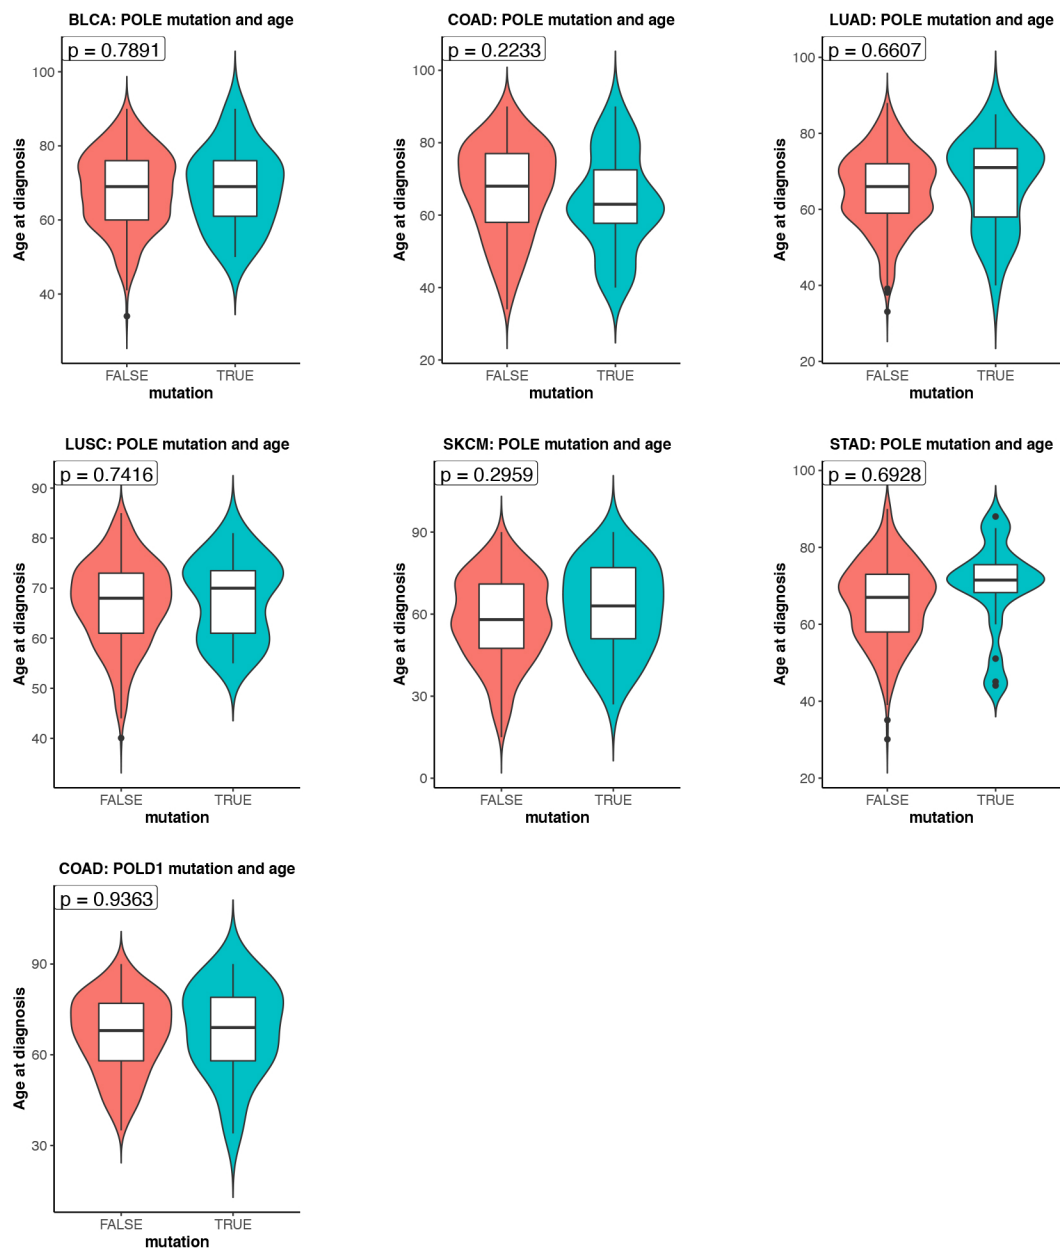 BLCA: POLE mutation and age
p = 0.7891
100
80
60
40
Age at diagnosis
FALSE TRUE
mutation
COAD: POLE mutation and age
p = 0.2233
100
80
60
40
20
Age at diagnosis
FALSE TRUE
mutation
LUAD: POLE mutation and age
p = 0.6607
100
80
60
40
20
Age at diagnosis
FALSE TRUE
mutation
LUSC: POLE mutation and age
p = 0.7416
90
80
70
60
50
40
Age at diagnosis
FALSE TRUE
mutation
SKCM: POLE mutation and age
p = 0.2959
90
60
30
0
Age at diagnosis
FALSE TRUE
mutation
STAD: POLE mutation and age
p = 0.6928
100
80
60
40
20
Age at diagnosis
FALSE TRUE
mutation
COAD: POLD1 mutation and age
p = 0.9363
90
60
30
Age at diagnosis
FALSE TRUE
mutation